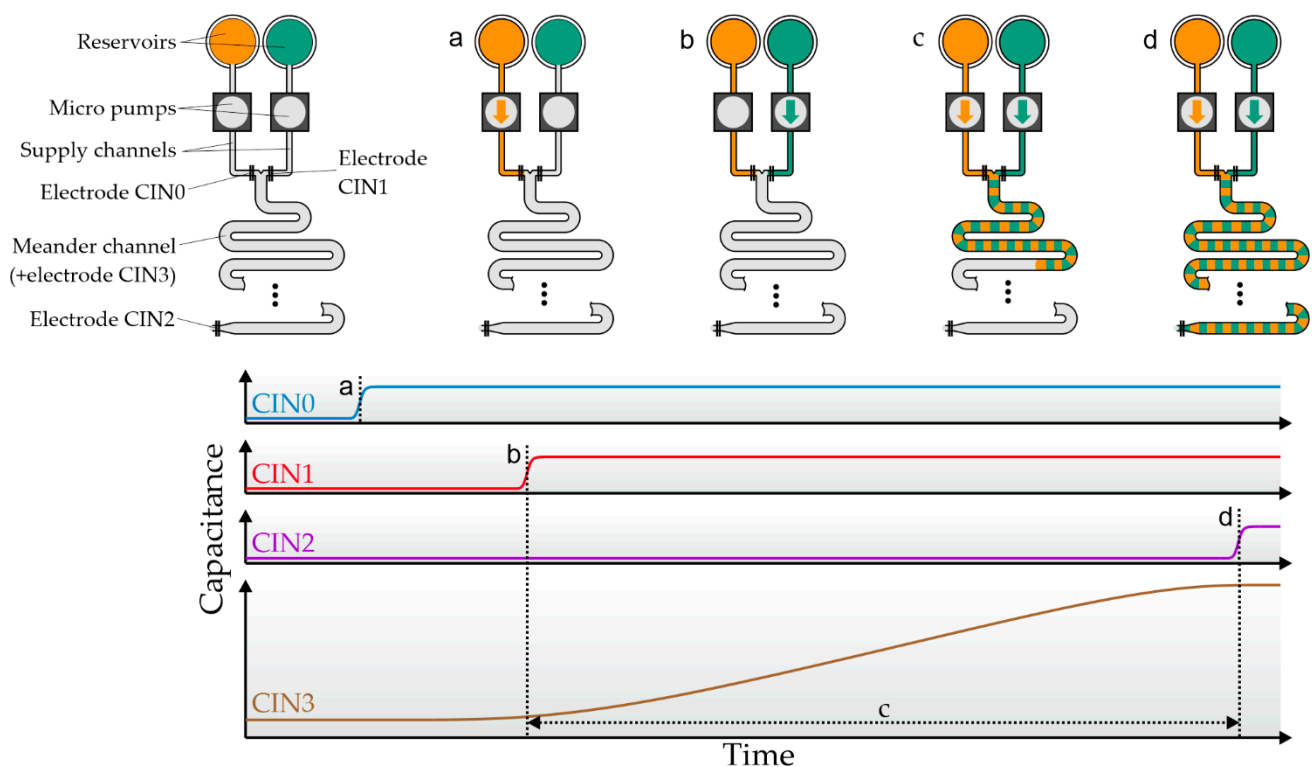 Reservoirs
Micro pumps
Supply channels
Electrode CIN0
Electrode
CIN1
Meander channel
(+electrode CIN3)
Electrode CIN2
a
b
c
d
Capacitance
CIN0
a
CIN1
b
CIN2
d
CIN3
c
Time